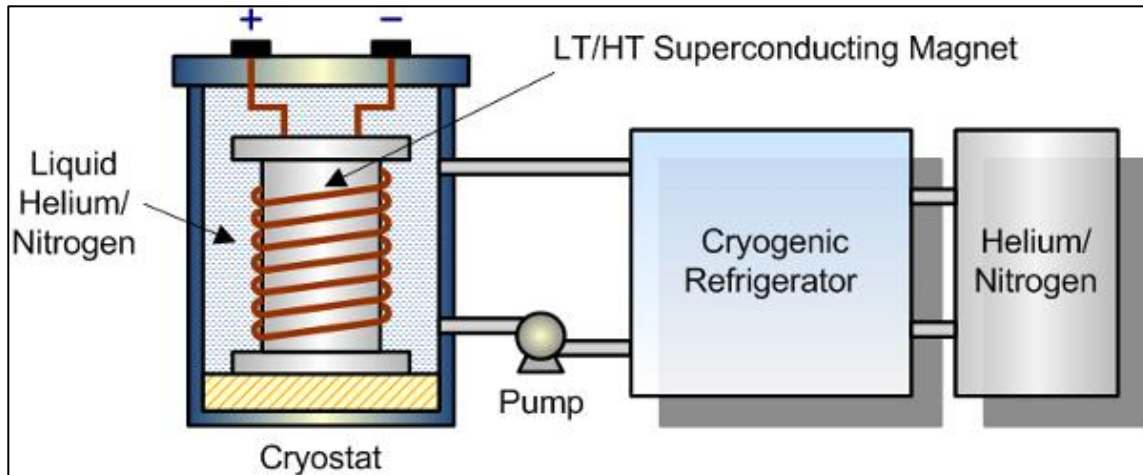 + −
LT/HT Superconducting Magnet
Liquid
Helium/
Nitrogen
Cryogenic
Refrigerator
Helium/
Nitrogen
Pump
Cryostat